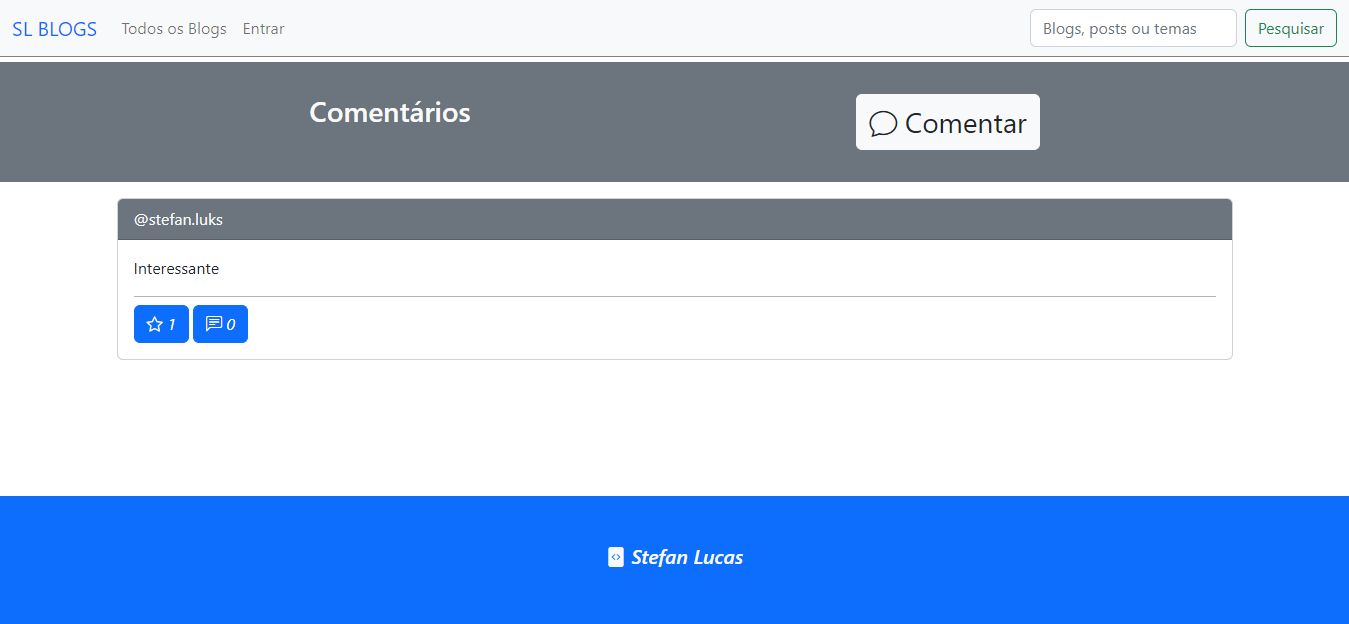 SL BLOGS Todos os Blogs Entrar Blogs, posts ou temas Pesquisar
Comentários Comentar
@stefan.luks
Interessante
1 0
Stefan Lucas